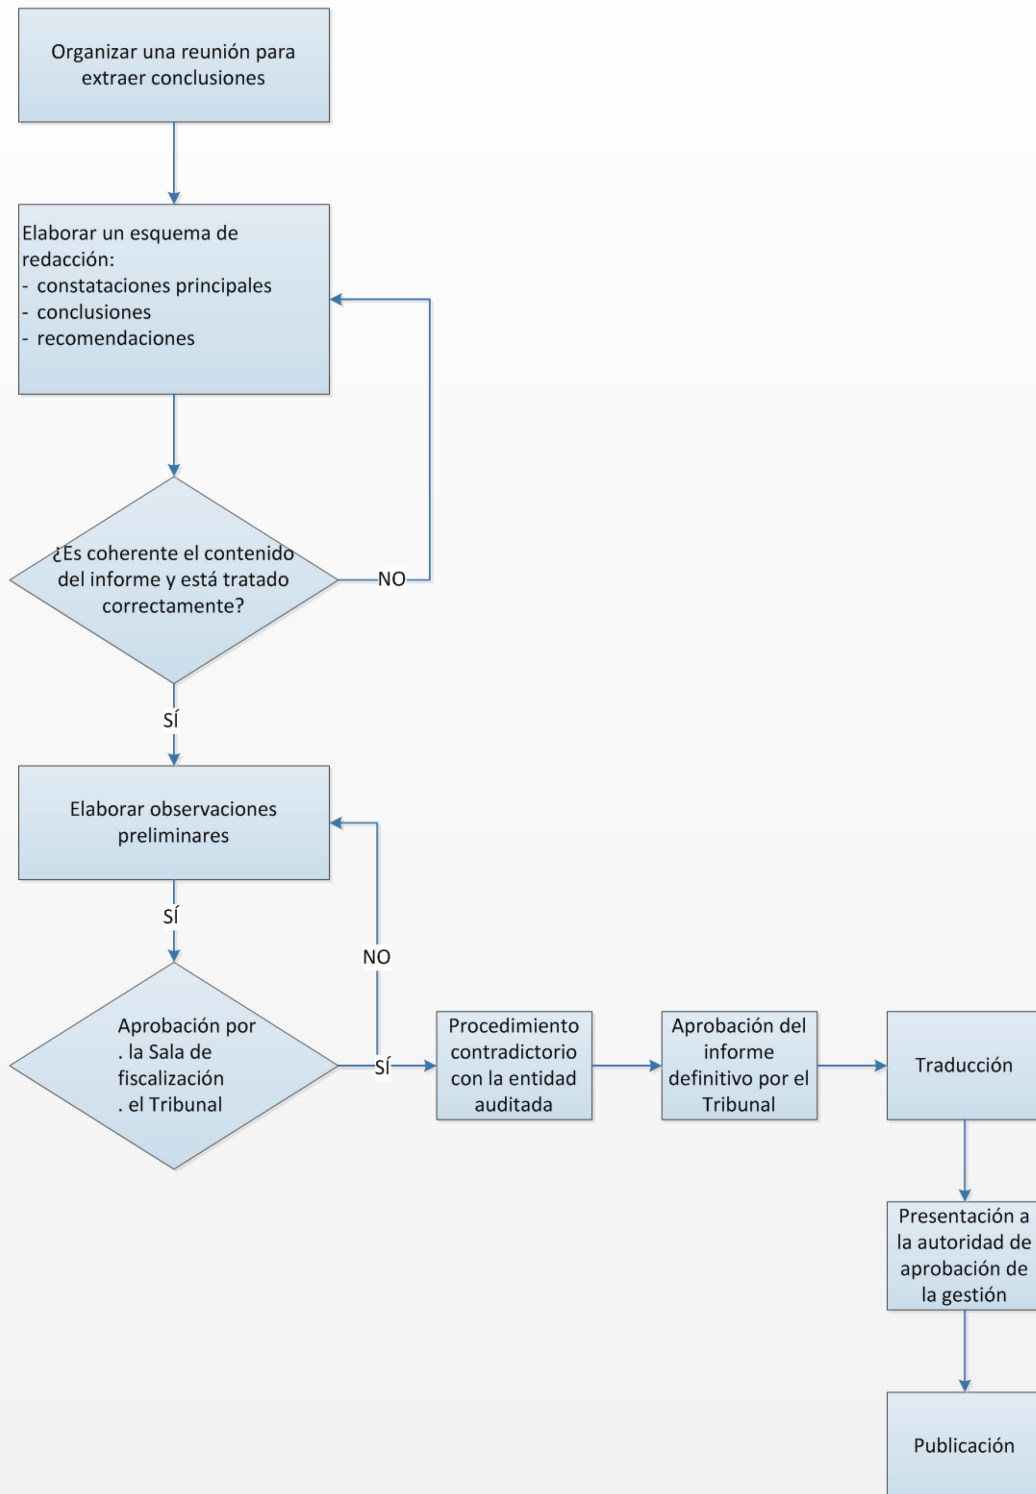 Organizar una reunión para
extraer conclusiones
Elaborar un esquema de
redacción:
- constataciones principales
- conclusiones
- recomendaciones
¿Es coherente el contenido
del informe y está tratado
correctamente?
NO
SÍ
Elaborar observaciones
preliminares
SÍ
NO
Aprobación por
. la Sala de
fiscalización
. el Tribunal
SÍ
Procedimiento
contradictorio
con la entidad
auditada
Aprobación del
informe
definitivo por el
Tribunal
Traducción
Presentación a
la autoridad de
aprobación de
la gestión
Publicación